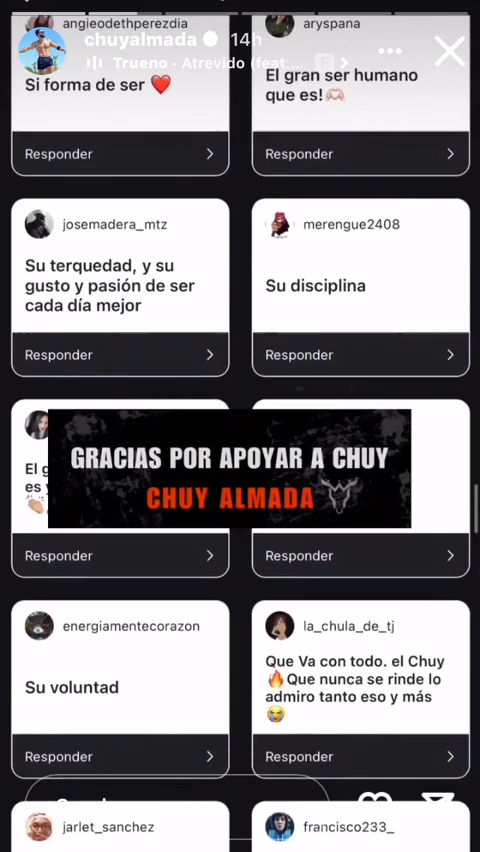 angieodethperezdia
aryspana
chuyalmada 14h
Trueno · Atrevido (feat.... E
Si forma de ser ❤️
El gran ser humano
que es!🫶🏼
Responder
Responder
josemadera_mtz
merengue2408
Su terquedad, y su
gusto y pasión de ser
cada día mejor
Su disciplina
Responder
Responder
GRACIAS POR APOYAR A CHUY
CHUY ALMADA
Responder
Responder
energiamentecorazon
la_chula_de_tj
Su voluntad
Que Va con todo. el Chuy
🔥Que nunca se rinde lo
admiro tanto eso y más
😭
Responder
Responder
jarlet_sanchez
francisco233_